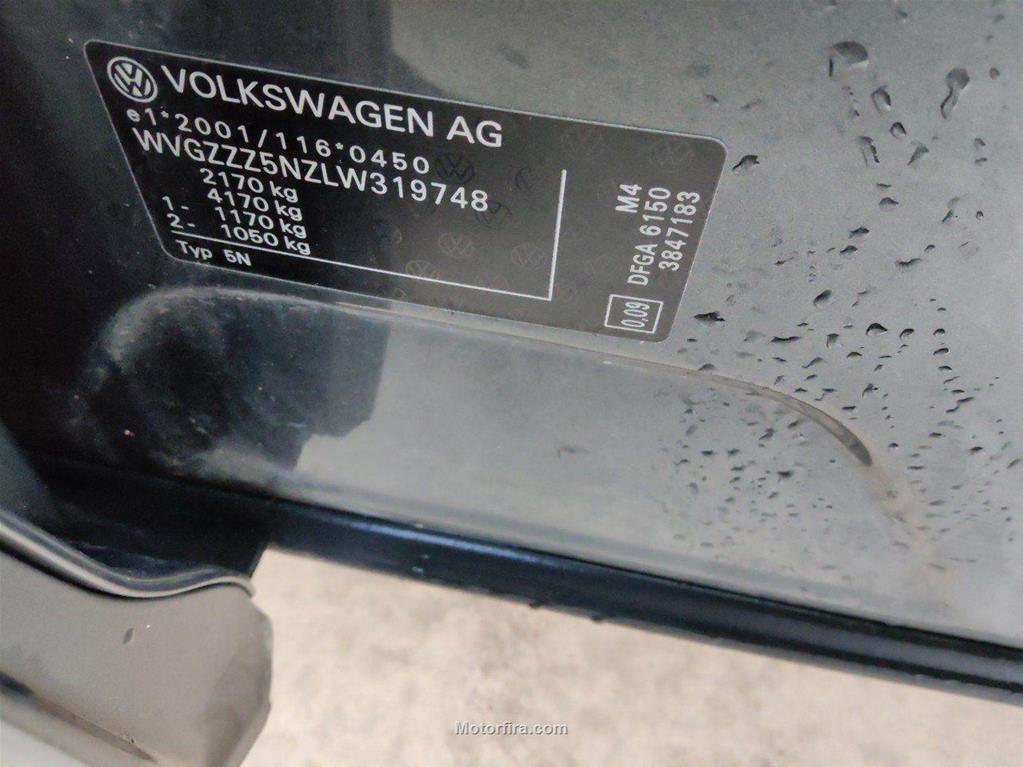 VOLKSWAGEN AG
e1*2001/116*0450
WVGZZZ5NZLW319748
2170 kg
4170 kg
1- 1170 kg
2- 1050 kg
Typ 5N
M4
DFGA 6150
3847183
0.09
Motorfira.com